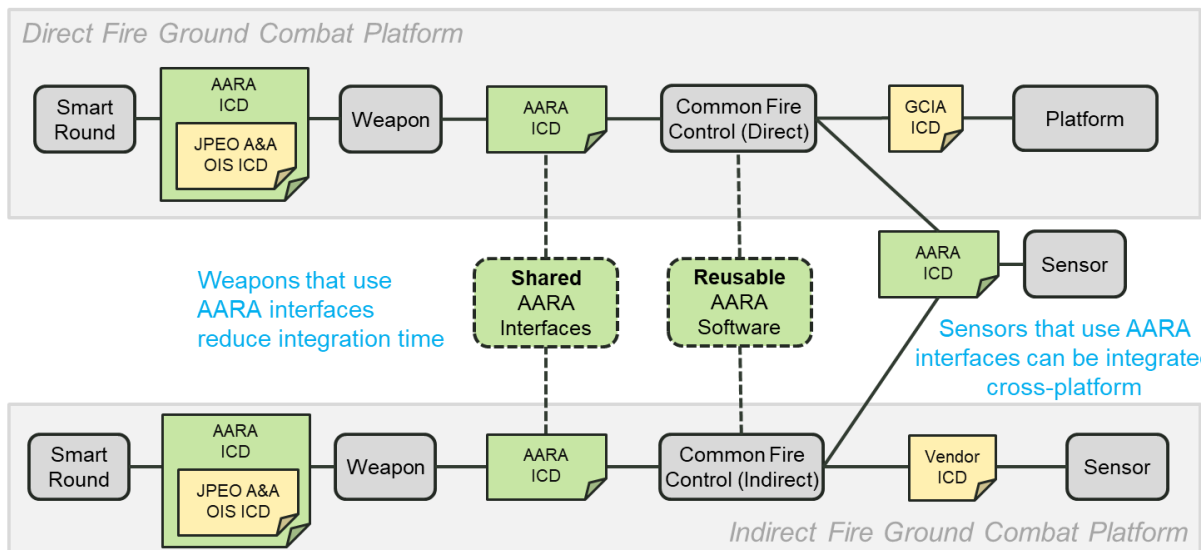 Direct Fire Ground Combat Platform
Smart
Round
AARA
ICD
JPEO A&A
OIS ICD
Weapon
AARA
ICD
Common Fire
Control (Direct)
GCIA
ICD
Platform
Weapons that use
AARA interfaces
reduce integration time
Shared
AARA
Interfaces
Reusable
AARA
Software
AARA
ICD
Sensor
Sensors that use AARA
interfaces can be integrate
cross-platform
Smart
Round
AARA
ICD
JPEO A&A
OIS ICD
Weapon
AARA
ICD
Common Fire
Control (Indirect)
Vendor
ICD
Sensor
Indirect Fire Ground Combat Platform